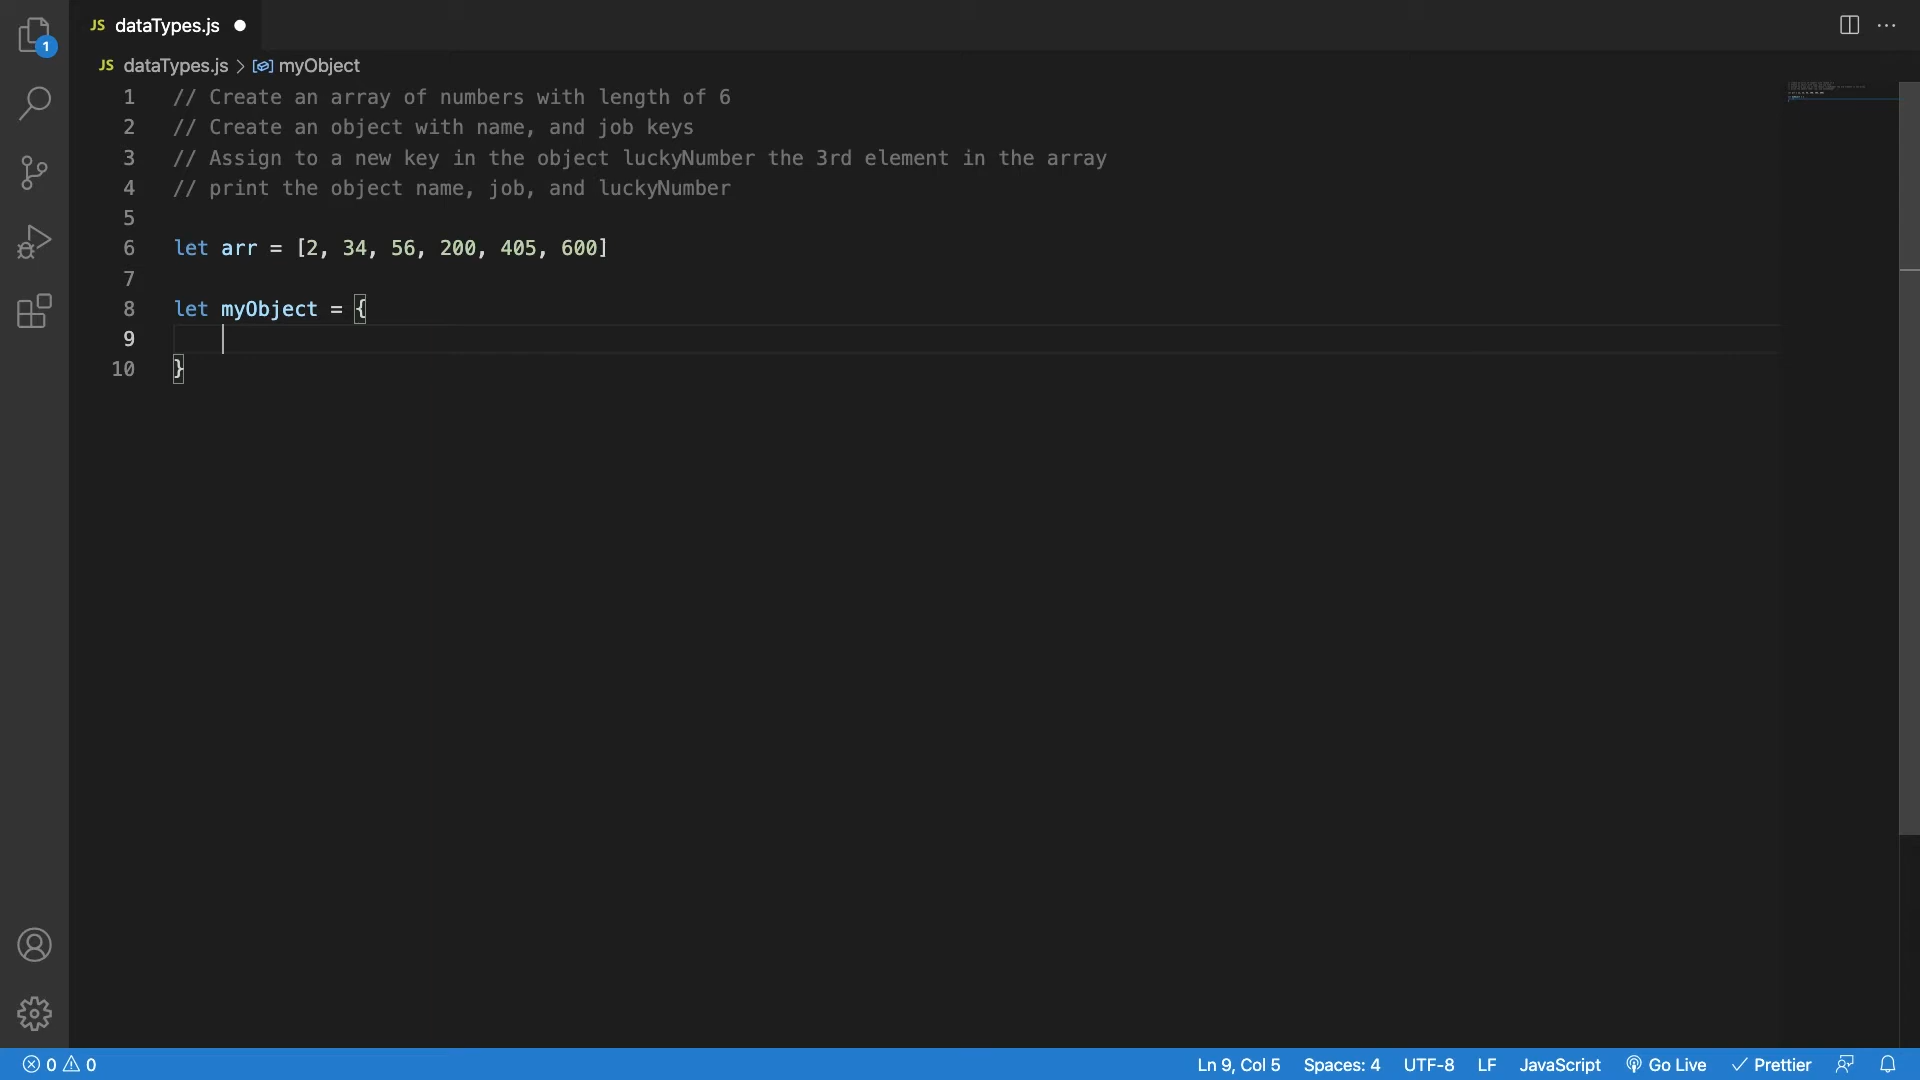 1
JS dataTypes.js
JS dataTypes.js > myObject
1 // Create an array of numbers with length of 6
2 // Create an object with name, and job keys
3 // Assign to a new key in the object luckyNumber the 3rd element in the array
4 // print the object name, job, and luckyNumber
5
6 let arr = [2, 34, 56, 200, 405, 600]
7
8 let myObject = {
9
10 }
0 0 Ln 9, Col 5 Spaces: 4 UTF-8 LF JavaScript Go Live Prettier